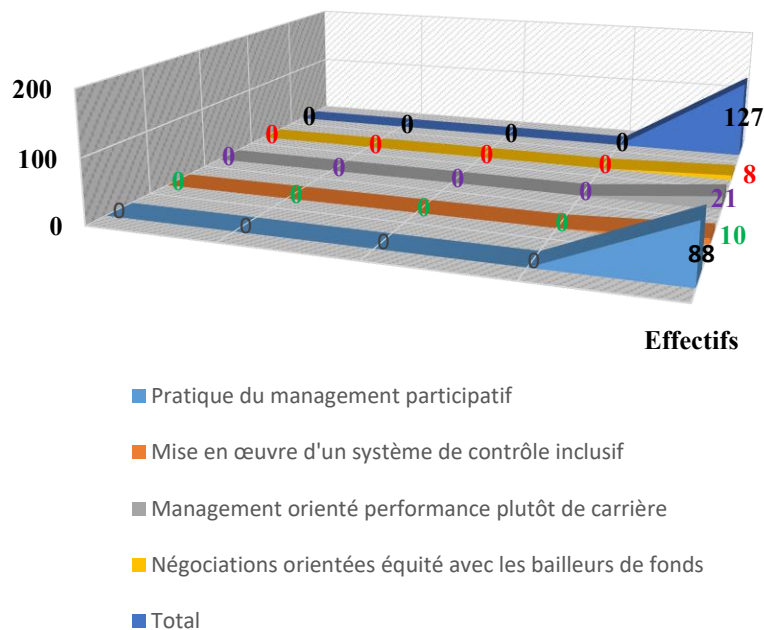 200
100
0
0 0 0 0 127
0 0 0 0 8
0 0 0 0 21
0 0 0 0 10
0 0 0 0 88
Effectifs
Pratique du management participatif
Mise en œuvre d'un système de contrôle inclusif
Management orienté performance plutôt de carrière
Négociations orientées équité avec les bailleurs de fonds
Total